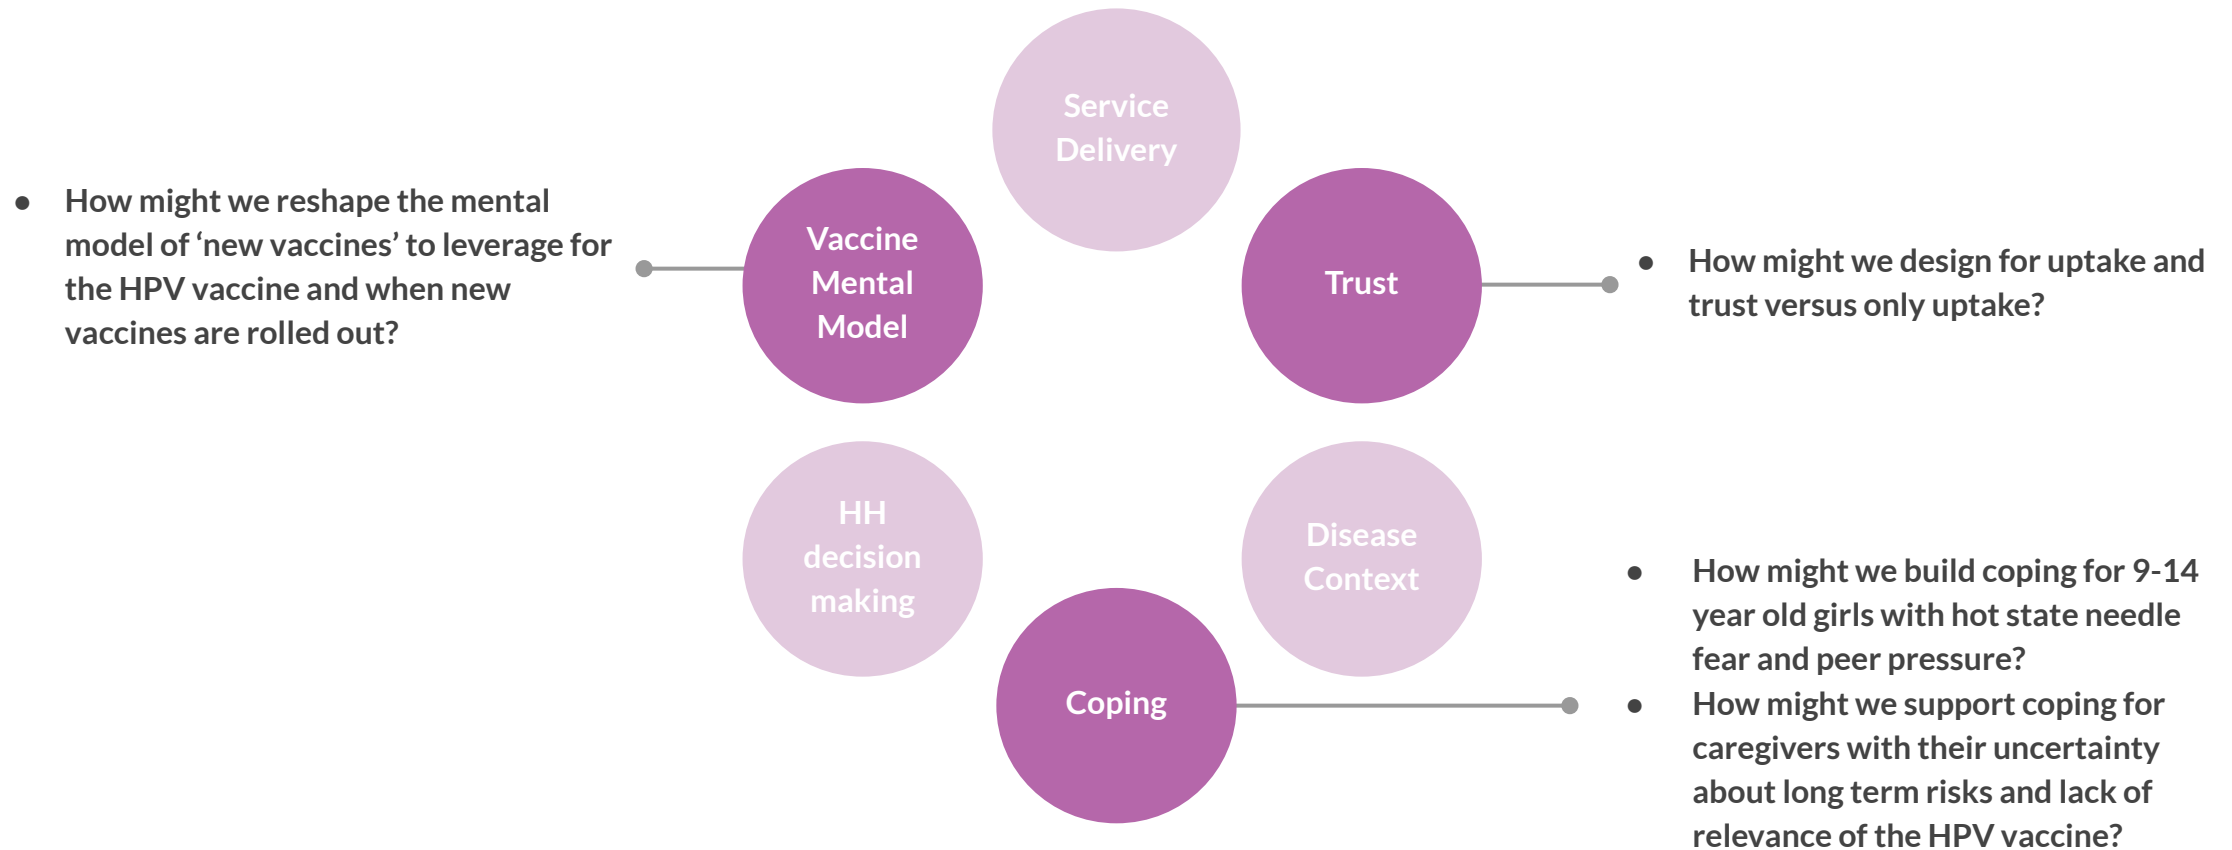 Service
Delivery
● How might we reshape the mental
model of ‘new vaccines’ to leverage for
the HPV vaccine and when new
vaccines are rolled out?
Vaccine
Mental
Model
Trust
● How might we design for uptake and
trust versus only uptake?
HH
decision
making
Disease
Context
Coping
● How might we build coping for 9-14
year old girls with hot state needle
fear and peer pressure?
● How might we support coping for
caregivers with their uncertainty
about long term risks and lack of
relevance of the HPV vaccine?